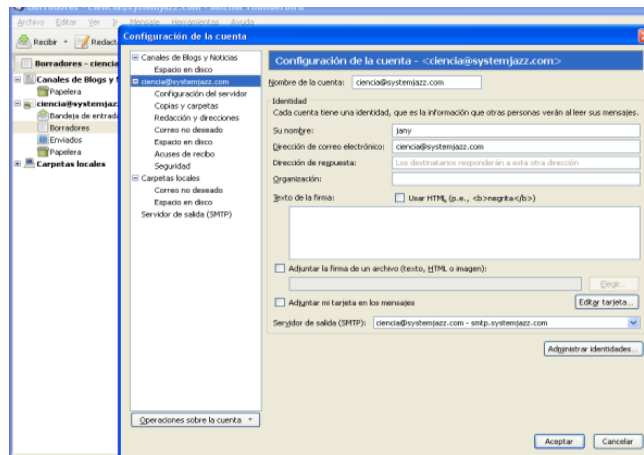 Archivo Editar Ver Ir Mensaje Herramientas Ayuda
Recibir Redact
Borradores - ciencia
Canales de Blogs y N
Papelera
ciencia@systemjaz
Bandeja de entrad
Borradores
Enviados
Papelera
Carpetas locales
Configuración de la cuenta
Canales de Blogs y Noticias
Espacio en disco
ciencia@systemjazz.com
Configuración del servidor
Copias y carpetas
Redacción y direcciones
Correo no deseado
Espacio en disco
Acuses de recibo
Seguridad
Carpetas locales
Correo no deseado
Espacio en disco
Servidor de salida (SMTP)
Operaciones sobre la cuenta
Configuración de la cuenta - <ciencia@systemjazz.com>
Nombre de la cuenta: ciencia@systemjazz.com
Identidad
Cada cuenta tiene una identidad, que es la información que otras personas verán al leer sus mensajes.
Su nombre: jany
Dirección de correo electrónico: ciencia@systemjazz.com
Dirección de respuesta: Los destinatarios responderán a esta otra dirección
Organización:
Texto de la firma: Usar HTML (p.e., <b>negrita</b>)
Adjuntar la firma de un archivo (texto, HTML o imagen):
Elegir...
Adjuntar mi tarjeta en los mensajes Editar tarjeta...
Servidor de salida (SMTP): ciencia@systemjazz.com - smtp.systemjazz.com
Administrar identidades...
Aceptar Cancelar